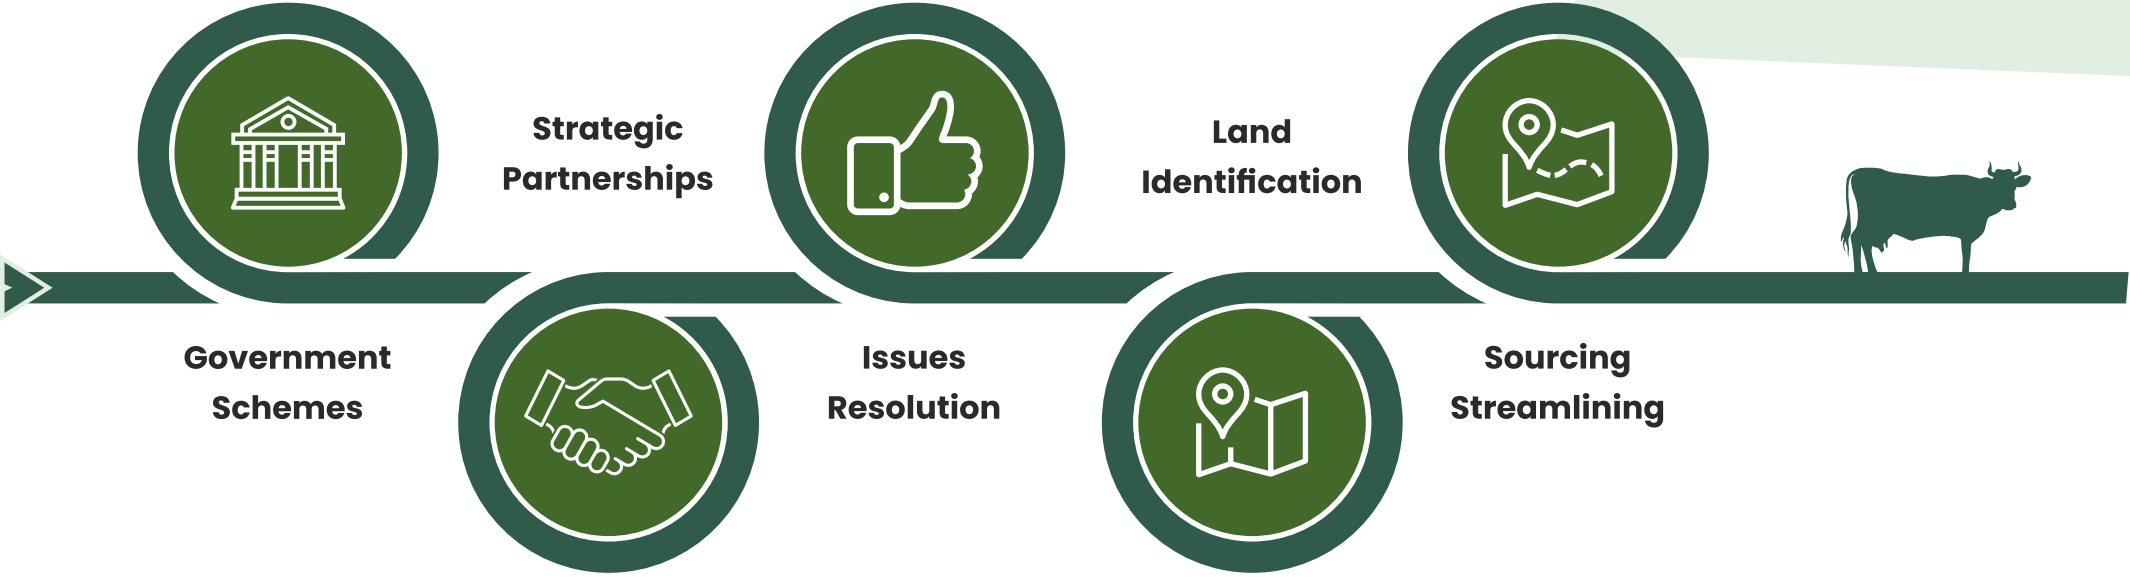 Government
Schemes
Strategic
Partnerships
Issues
Resolution
Land
Identification
Sourcing
Streamlining